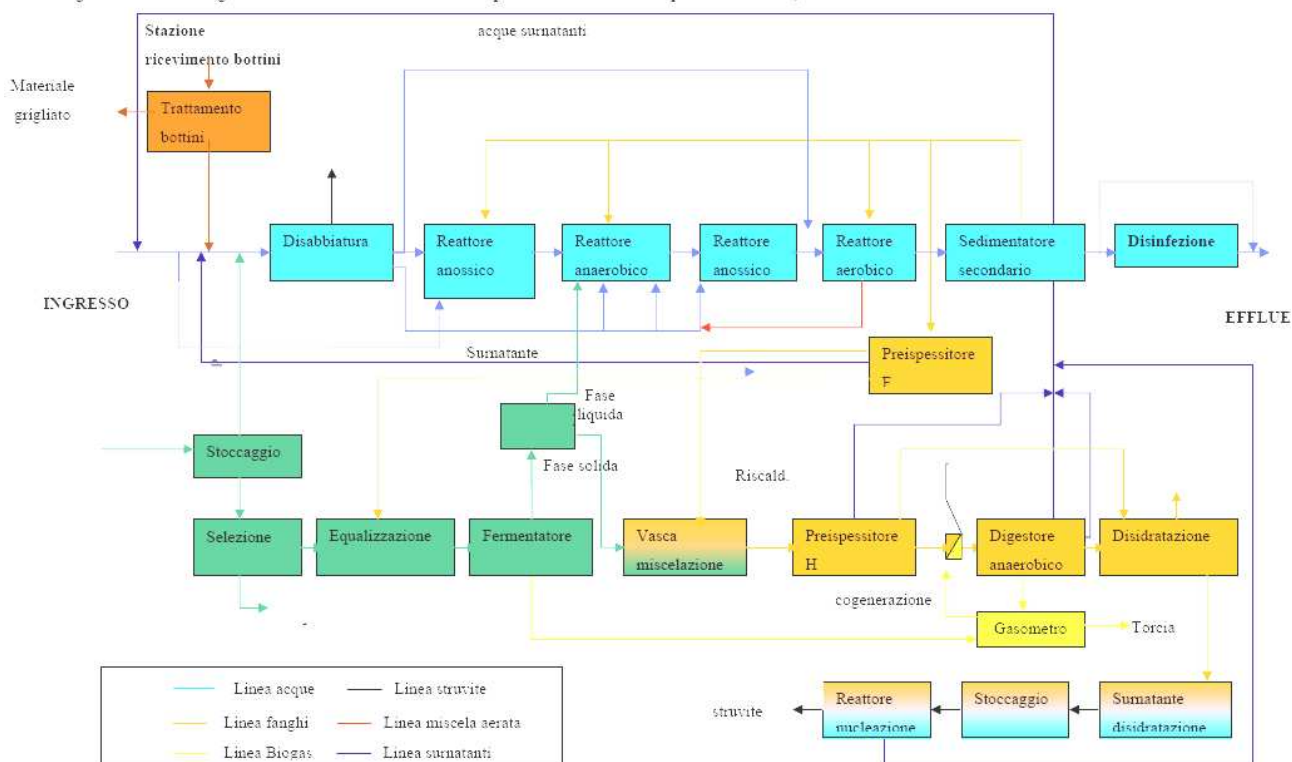 Stazione
ricevimento bottini
acque surnatanti
Materiale
grigliato
Trattamento
bottini
Disabbiatura
Reattore
anossico
Reattore
anaerobico
Reattore
anossico
Reattore
aerobico
Sedimentatore
secondario
Disinfezione
INGRESSO
EFFLUE
Surnatante
Preispessitore
F
Fase
liquida
Stoccaggio
Fase solida
Riscald.
Selezione
Equalizzazione
Fermentatore
Vasca
miscelazione
Preispessitore
H
Digestore
anaerobico
Disidratazione
cogenerazione
Gasometro
Torcia
Linea acque
Linea struvite
Linea fanghi
Linea miscela aerata
Linea Biogas
Linea surnatanti
struvite
Reattore
nucleazione
Stoccaggio
Surnatante
disidratazione